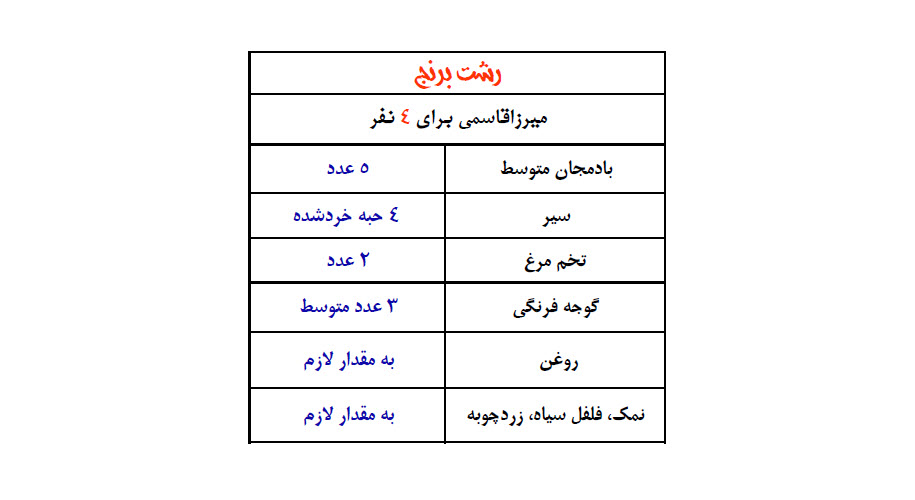 رشت برنج
میرزاقاسمی برای ٤ نفر
بادمجان متوسط ٥ عدد
سیر ٤ حبه خردشده
تخم مرغ ٢ عدد
گوجه فرنگی ٣ عدد متوسط
روغن به مقدار لازم
نمک، فلفل سیاه، زردچوبه به مقدار لازم